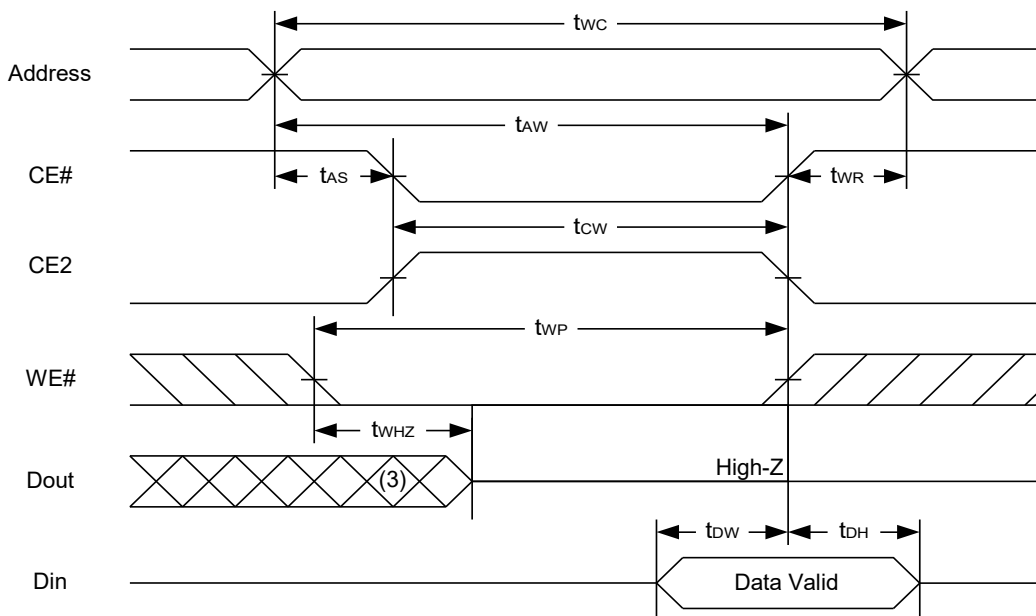 tWC
Address
tAW
CE#
tAS
tWR
tCW
CE2
tWP
WE#
tWHZ
Dout
(3)
High-Z
tDW
tDH
Din
Data Valid